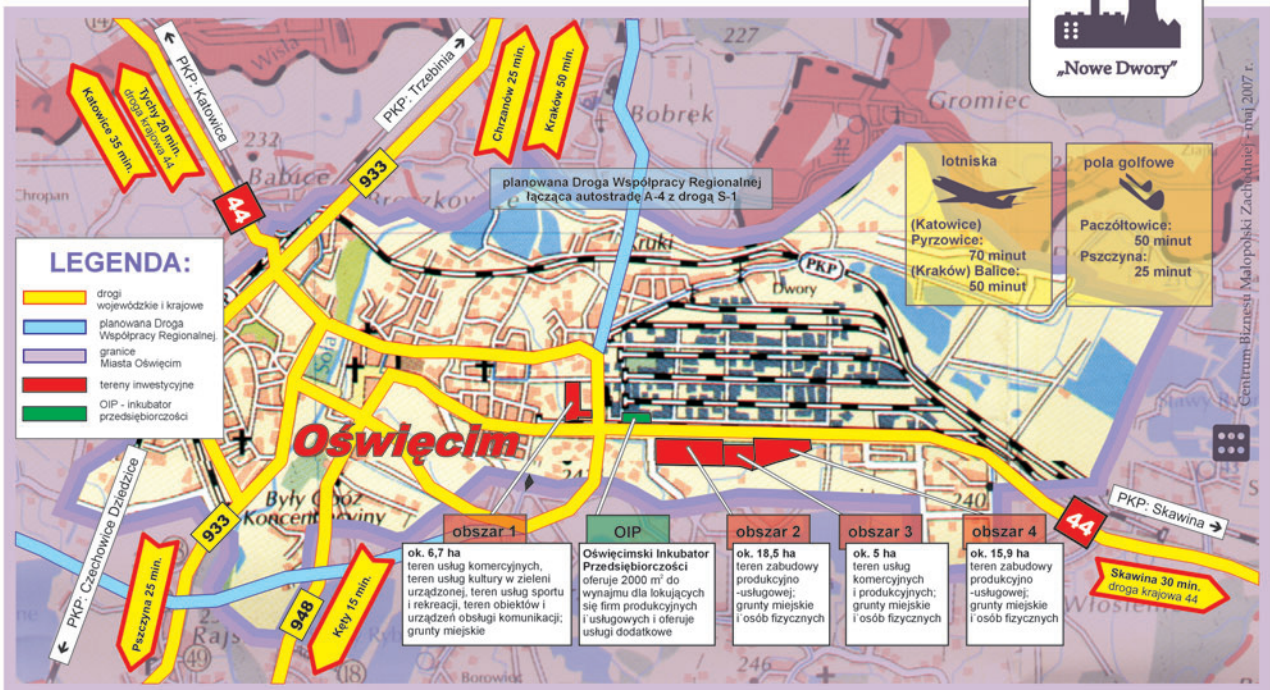 „Nowe Dwory”
Centrum Biznesu Małopolski Zachodniej - maj 2007 r.
14
Wisła
227
PKP: Katowice
PKP: Trzebinia
Katowice 35 min.
Tychy 20 min.
droga krajowa 44
Chrzanów 25 min.
Kraków 50 min.
Bobrek
Gromiec
232
Babice
Chropan
933
44
planowana Droga Współpracy Regionalnej
łącząca autostradę A-4 z drogą S-1
lotniska
(Katowice)
Pyrzowice:
70 minut
(Kraków) Balice:
50 minut
pola golfowe
Paczółtowice:
50 minut
Pszczyna:
25 minut
Kruki
PKP
Dwory
LEGENDA:
drogi
wojewódzkie i krajowe
planowana Droga
Współpracy Regionalnej.
granice
Miasta Oświęcim
tereny inwestycyjne
OIP - inkubator
przedsiębiorczości
Soła
Oświęcim
Były Obóz
Koncentracyjny
240
PKP: Czechowice Dziedzice
933
948
Pszczyna 25 min.
Kęty 15 min.
Rajs
49
18
Borowiec
246
44
PKP: Skawina
Skawina 30 min.
droga krajowa 44
obszar 1
ok. 6,7 ha
teren usług komercyjnych,
teren usług kultury w zieleni
urządzonej, teren usług sportu
i rekreacji, teren obiektów i
urządzeń obsługi komunikacji;
grunty miejskie
OIP
Oświęcimski Inkubator
Przedsiębiorczości
oferuje 2000 m² do
wynajmu dla lokujących
się firm produkcyjnych
i usługowych i oferuje
usługi dodatkowe
obszar 2
ok. 18,5 ha
teren zabudowy
produkcyjno
-usługowej;
grunty miejskie
i osób fizycznych
obszar 3
ok. 5 ha
teren usług
komercyjnych
i produkcyjnych;
grunty miejskie
i osób fizycznych
obszar 4
ok. 15,9 ha
teren zabudowy
produkcyjno
-usługowej;
grunty miejskie
i osób fizycznych